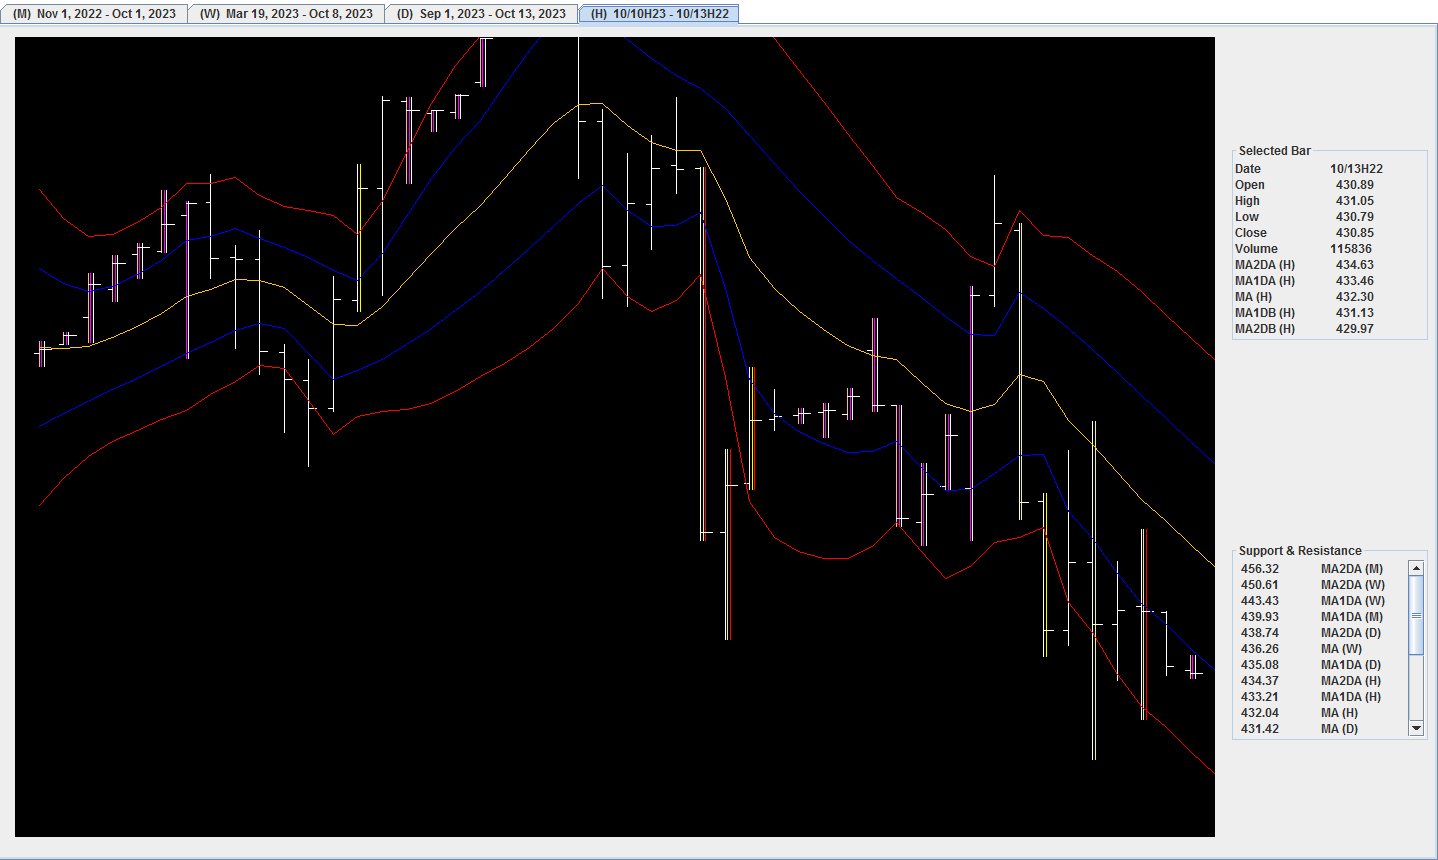 (M) Nov 1, 2022 - Oct 1, 2023 (W) Mar 19, 2023 - Oct 8, 2023 (D) Sep 1, 2023 - Oct 13, 2023 (H) 10/10H23 - 10/13H22
Selected Bar
Date 10/13H22
Open 430.89
High 431.05
Low 430.79
Close 430.85
Volume 115836
MA2DA (H) 434.63
MA1DA (H) 433.46
MA (H) 432.30
MA1DB (H) 431.13
MA2DB (H) 429.97
Support & Resistance
456.32 MA2DA (M)
450.61 MA2DA (W)
443.43 MA1DA (W)
439.93 MA1DA (M)
438.74 MA2DA (D)
436.26 MA (W)
435.08 MA1DA (D)
434.37 MA2DA (H)
433.21 MA1DA (H)
432.04 MA (H)
431.42 MA (D)